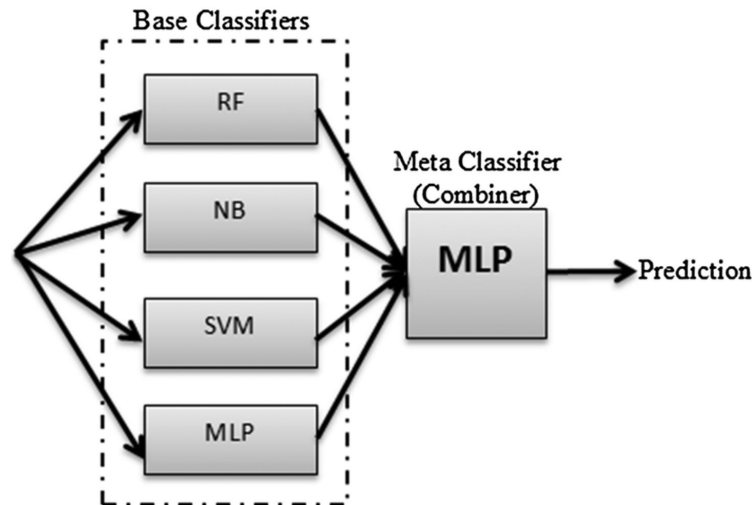 Base Classifiers
RF
NB
SVM
MLP
Meta Classifier
(Combiner)
MLP
Prediction